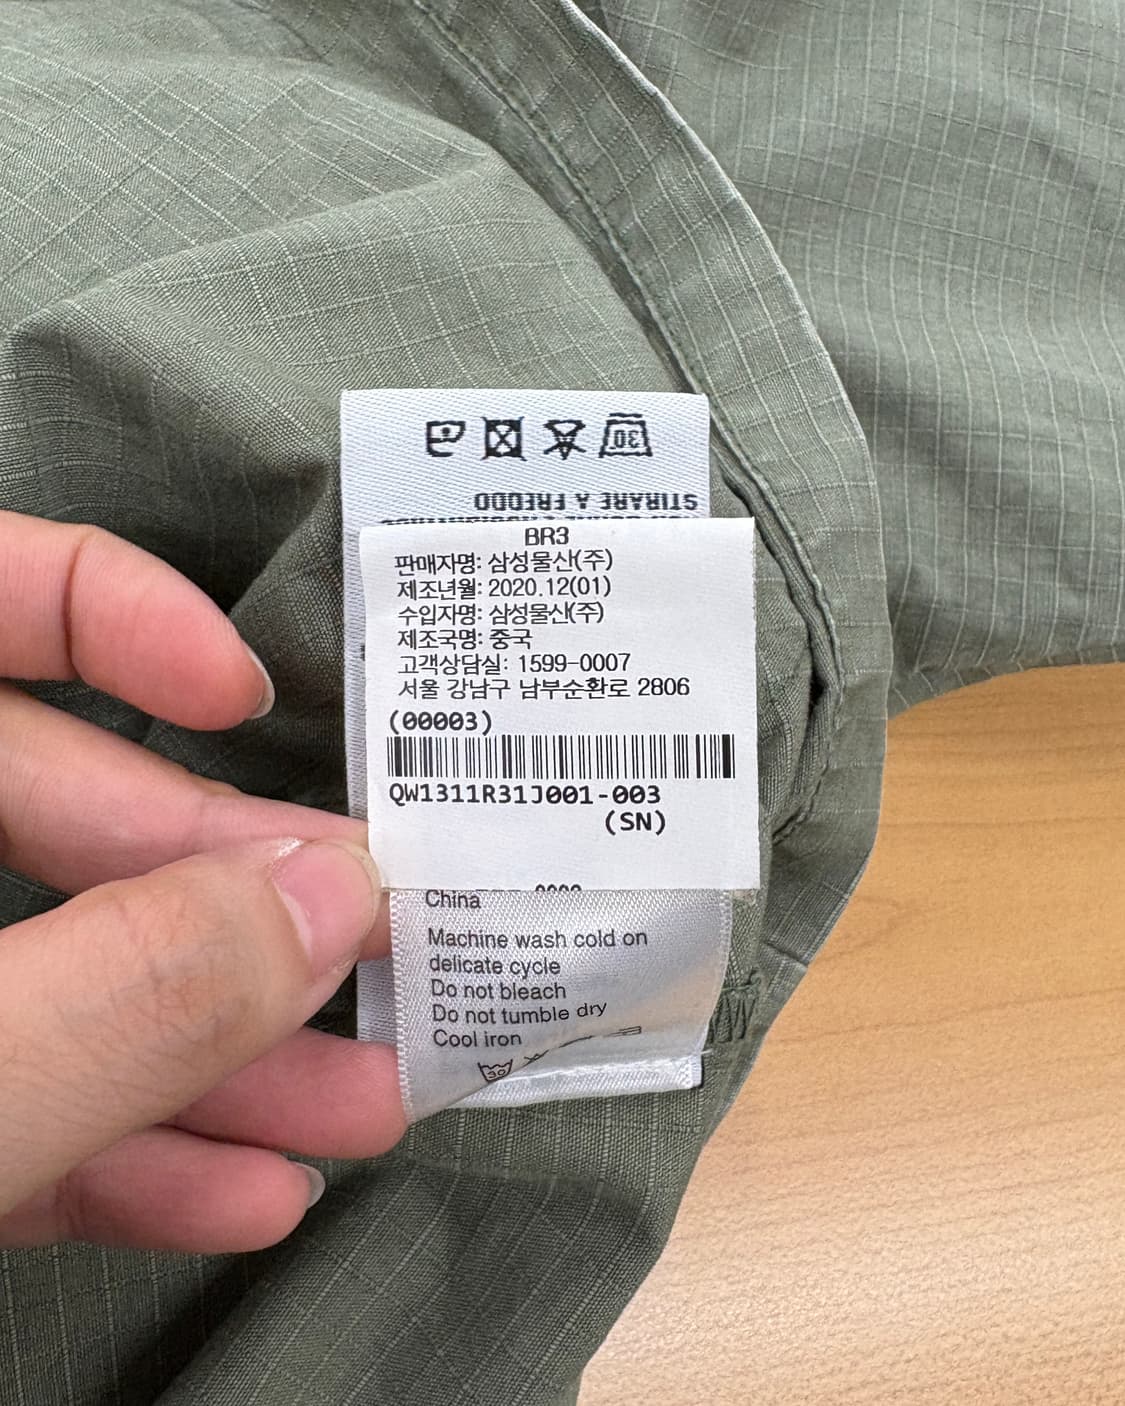 30
STIRARE A FREDDO
BR3
판매자명: 삼성물산(주)
제조년월: 2020.12(01)
수입자명: 삼성물산(주)
제조국명: 중국
고객상담실: 1599-0007
서울 강남구 남부순환로 2806
(00003)
QW1311R31J001-003
(SN)
China
Machine wash cold on
delicate cycle
Do not bleach
Do not tumble dry
Cool iron
30